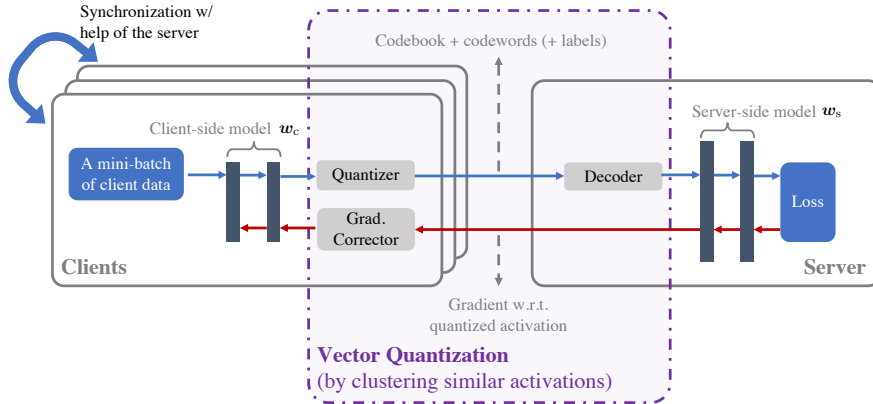 Synchronization w/
help of the server
Codebook + codewords (+ labels)
Client-side model w_c
Server-side model w_s
A mini-batch
of client data
Quantizer
Decoder
Loss
Grad.
Corrector
Clients
Server
Gradient w.r.t.
quantized activation
Vector Quantization
(by clustering similar activations)